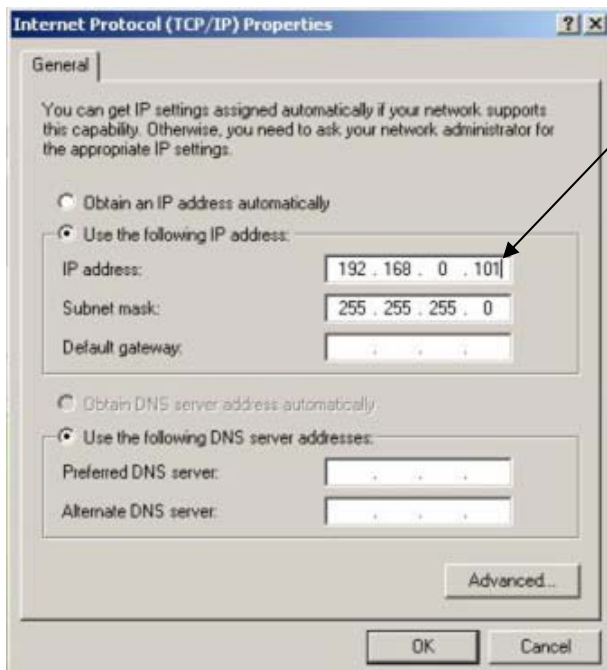 Internet Protocol (TCP/IP) Properties
General
You can get IP settings assigned automatically if your network supports
this capability. Otherwise, you need to ask your network administrator for
the appropriate IP settings.
Obtain an IP address automatically
Use the following IP address:
IP address: 192 . 168 . 0 . 101
Subnet mask: 255 . 255 . 255 . 0
Default gateway: . . .
Obtain DNS server address automatically
Use the following DNS server addresses:
Preferred DNS server: . . .
Alternate DNS server: . . .
Advanced...
OK Cancel